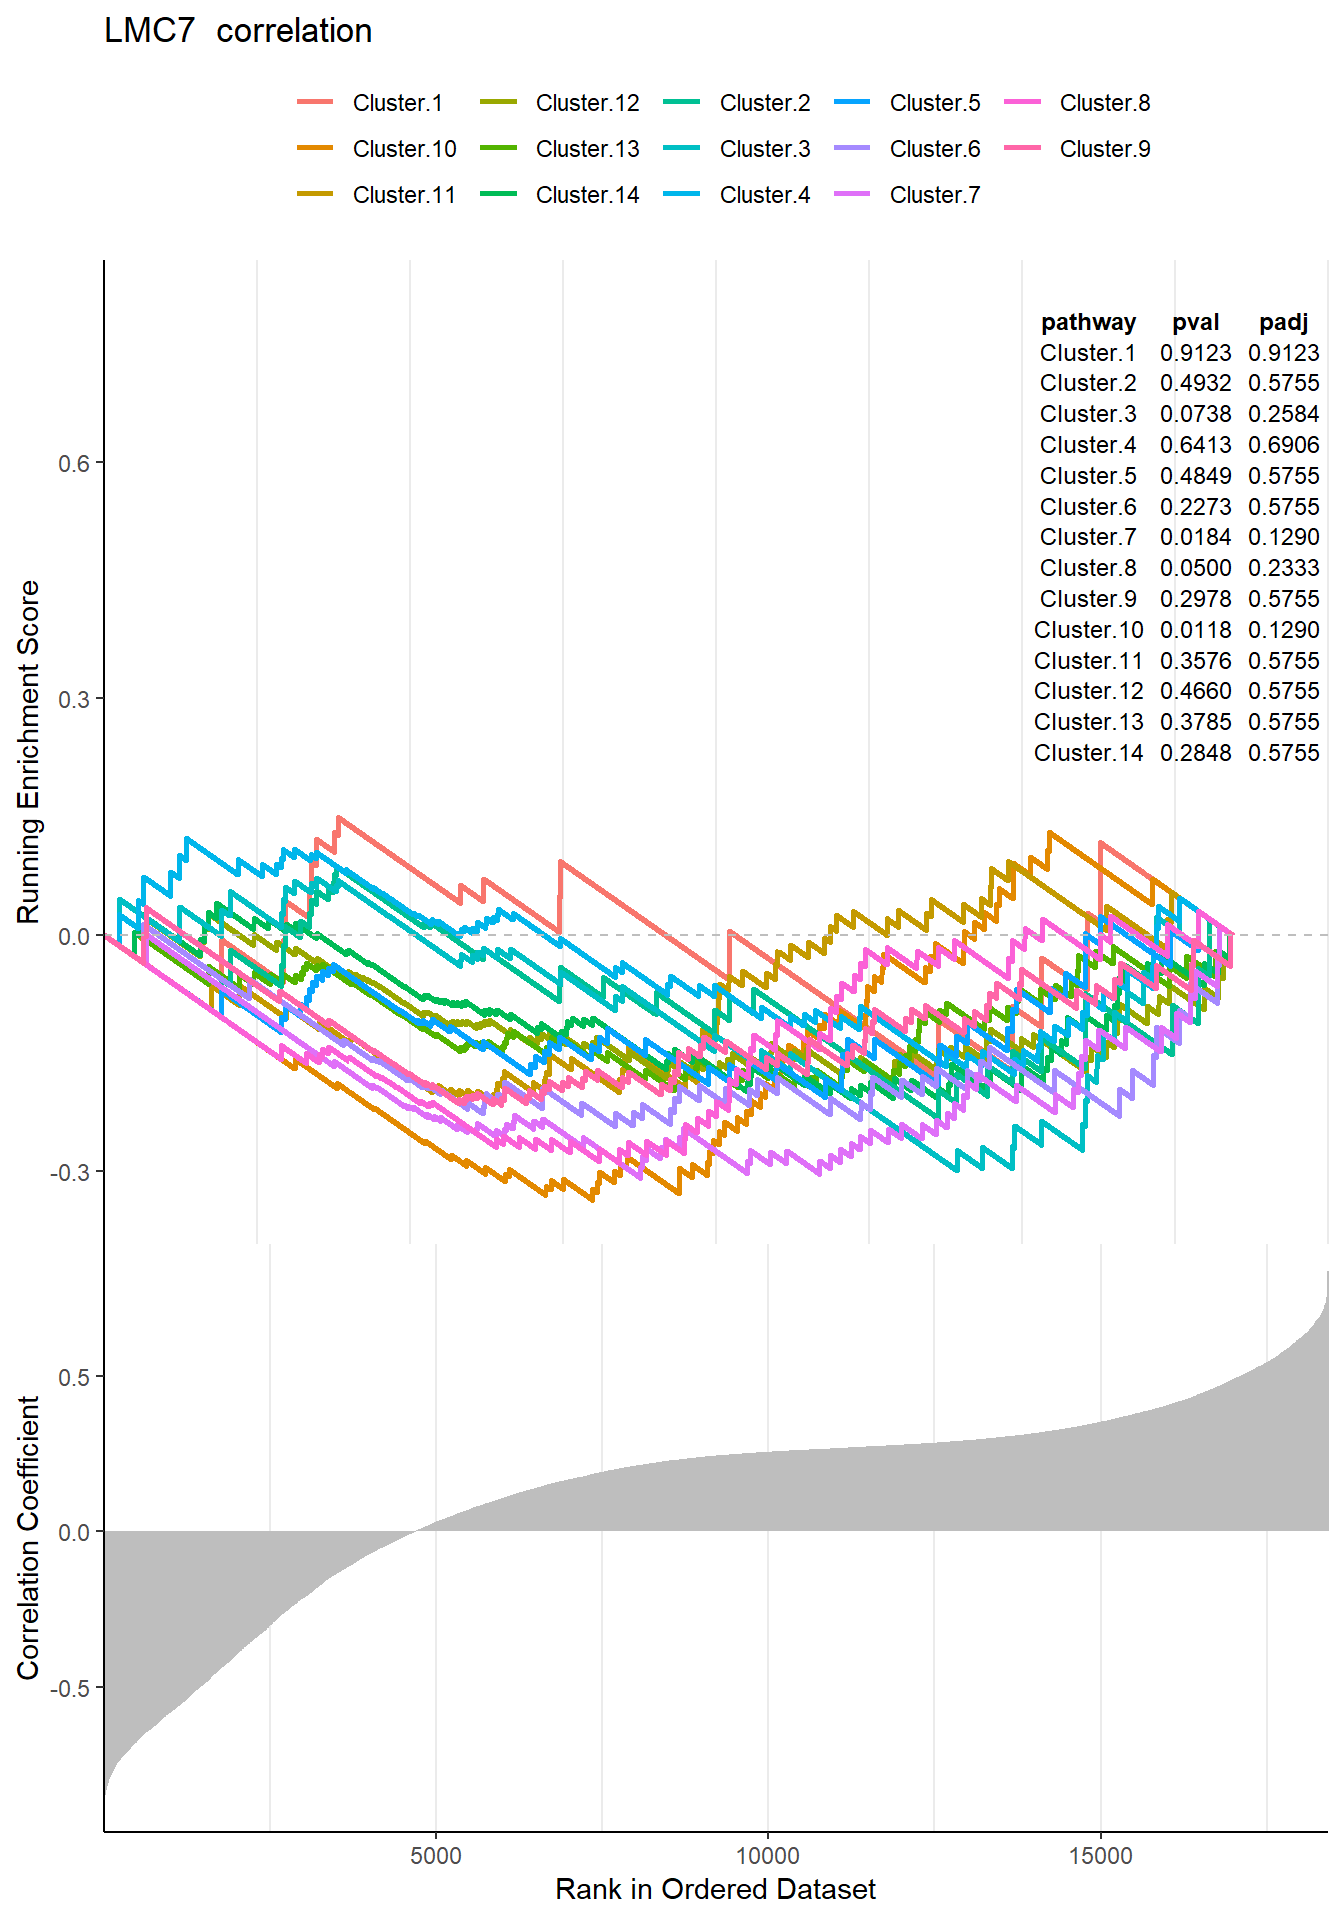 LMC7  correlation
Cluster.1 Cluster.12 Cluster.2 Cluster.5 Cluster.8
Cluster.10 Cluster.13 Cluster.3 Cluster.6 Cluster.9
Cluster.11 Cluster.14 Cluster.4 Cluster.7
pathway pval padj
Cluster.1 0.9123 0.9123
Cluster.2 0.4932 0.5755
Cluster.3 0.0738 0.2584
Cluster.4 0.6413 0.6906
Cluster.5 0.4849 0.5755
Cluster.6 0.2273 0.5755
Cluster.7 0.0184 0.1290
Cluster.8 0.0500 0.2333
Cluster.9 0.2978 0.5755
Cluster.10 0.0118 0.1290
Cluster.11 0.3576 0.5755
Cluster.12 0.4660 0.5755
Cluster.13 0.3785 0.5755
Cluster.14 0.2848 0.5755
Running Enrichment Score
0.6
0.3
0.0
-0.3
Correlation Coefficient
0.5
0.0
-0.5
5000 10000 15000
Rank in Ordered Dataset